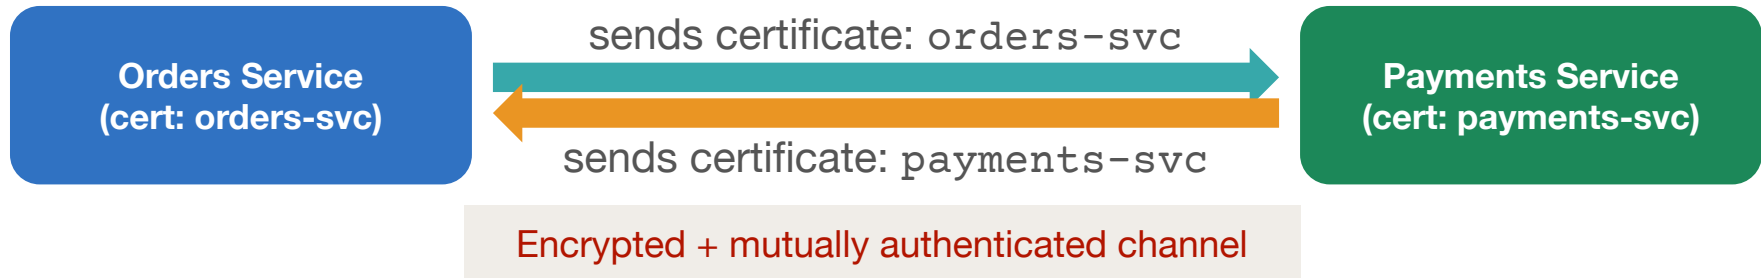 sends certificate: orders-svc
Orders Service
(cert: orders-svc)
Payments Service
(cert: payments-svc)
sends certificate: payments-svc
Encrypted + mutually authenticated channel